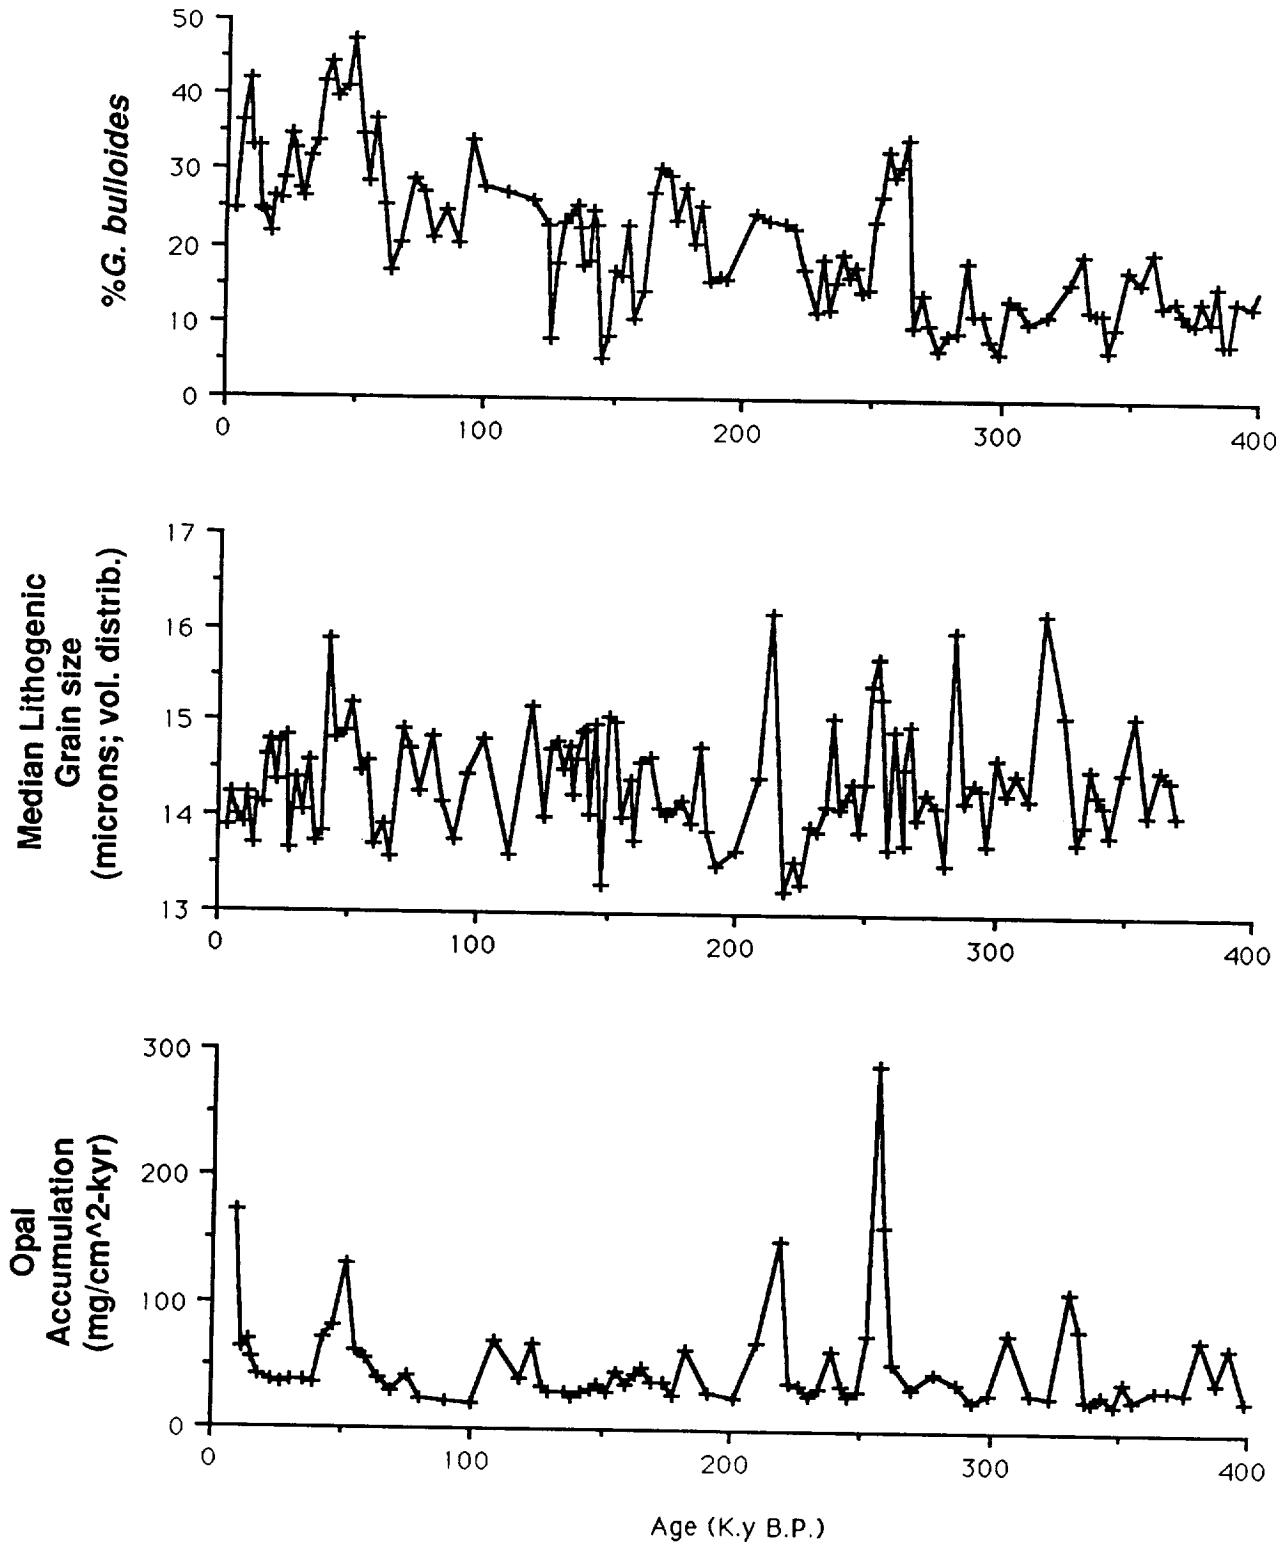 50
40
30
20
10
0
%G. bulloides
0 100 200 300 400
17
16
15
14
13
Median Lithogenic
Grain size
(microns; vol. distrib.)
0 100 200 300 400
300
200
100
0
Opal
Accumulation
(mg/cm^2-kyr)
0 100 200 300 400
Age (K.y B.P.)